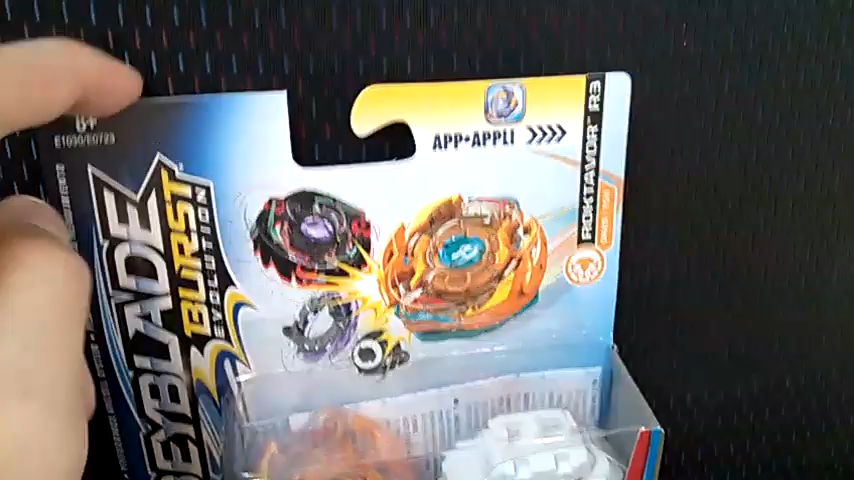 8+
E1030/E0723
BEYBLADE
BURST
EVOLUTION
APP•APPLI
ROKTAVOR R3